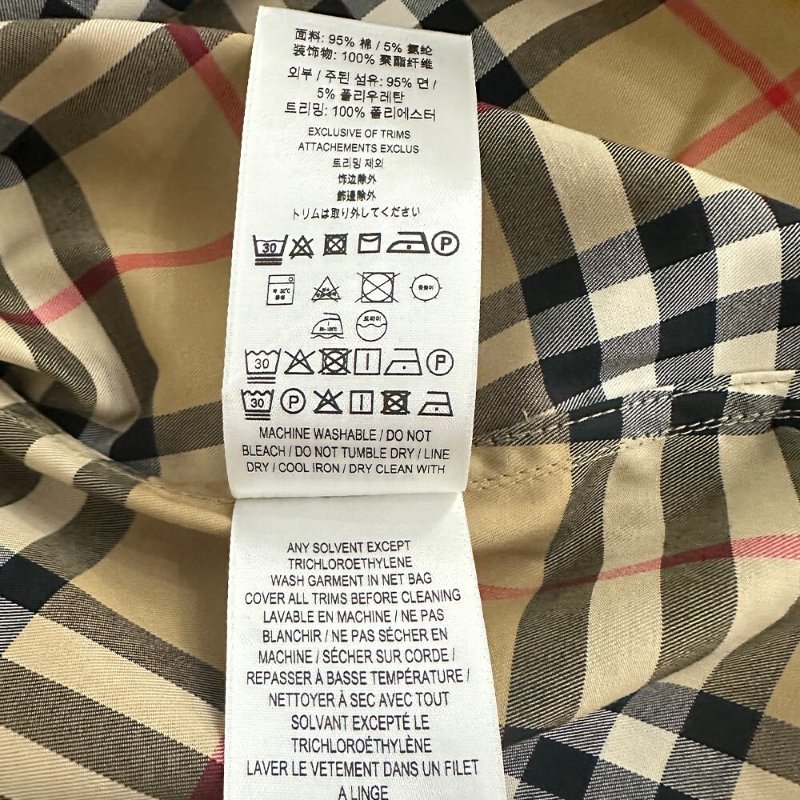 面料: 95% 棉 / 5% 氨纶
装饰物: 100% 聚酯纤维
외부 / 주된 섬유: 95% 면 /
5% 폴리우레탄
트리밍: 100% 폴리에스터
EXCLUSIVE OF TRIMS
ATTACHEMENTS EXCLUS
트리밍 제외
饰边除外
飾邊除外
トリムは取り外してください
30 P
드라이
30 P
30 P
MACHINE WASHABLE / DO NOT
BLEACH / DO NOT TUMBLE DRY / LINE
DRY / COOL IRON / DRY CLEAN WITH
ANY SOLVENT EXCEPT
TRICHLOROETHYLENE
WASH GARMENT IN NET BAG
COVER ALL TRIMS BEFORE CLEANING
LAVABLE EN MACHINE / NE PAS
BLANCHIR / NE PAS SÉCHER EN
MACHINE / SÉCHER SUR CORDE /
REPASSER À BASSE TEMPÉRATURE /
NETTOYER À SEC AVEC TOUT
SOLVANT EXCEPTÉ LE
TRICHLOROÉTHYLÈNE
LAVER LE VETEMENT DANS UN FILET
A LINGE